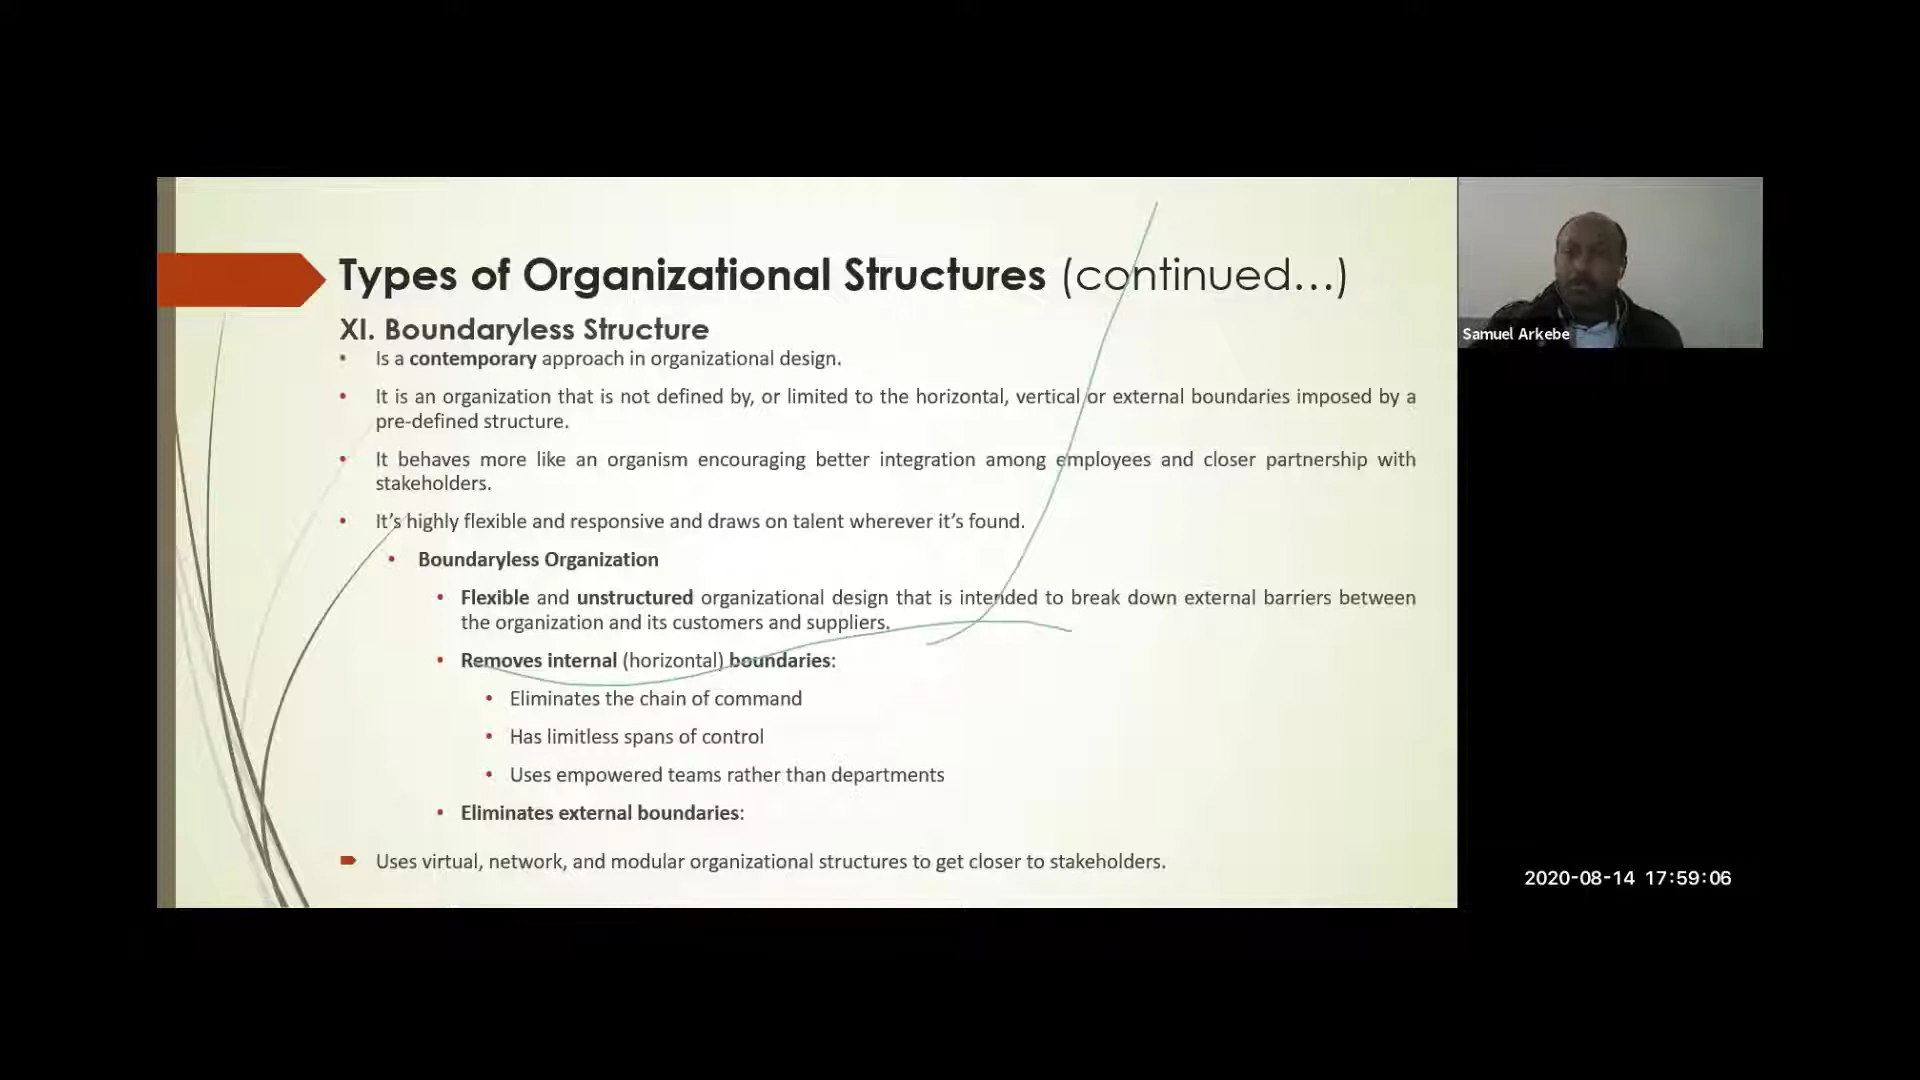 Types of Organizational Structures (continued…)
XI. Boundaryless Structure
• Is a contemporary approach in organizational design.
• It is an organization that is not defined by, or limited to the horizontal, vertical or external boundaries imposed by a
pre-defined structure.
• It behaves more like an organism encouraging better integration among employees and closer partnership with
stakeholders.
• It’s highly flexible and responsive and draws on talent wherever it’s found.
• Boundaryless Organization
• Flexible and unstructured organizational design that is intended to break down external barriers between
the organization and its customers and suppliers.
• Removes internal (horizontal) boundaries:
• Eliminates the chain of command
• Has limitless spans of control
• Uses empowered teams rather than departments
• Eliminates external boundaries:
Uses virtual, network, and modular organizational structures to get closer to stakeholders.
Samuel Arkebe
2020-08-14 17:59:06